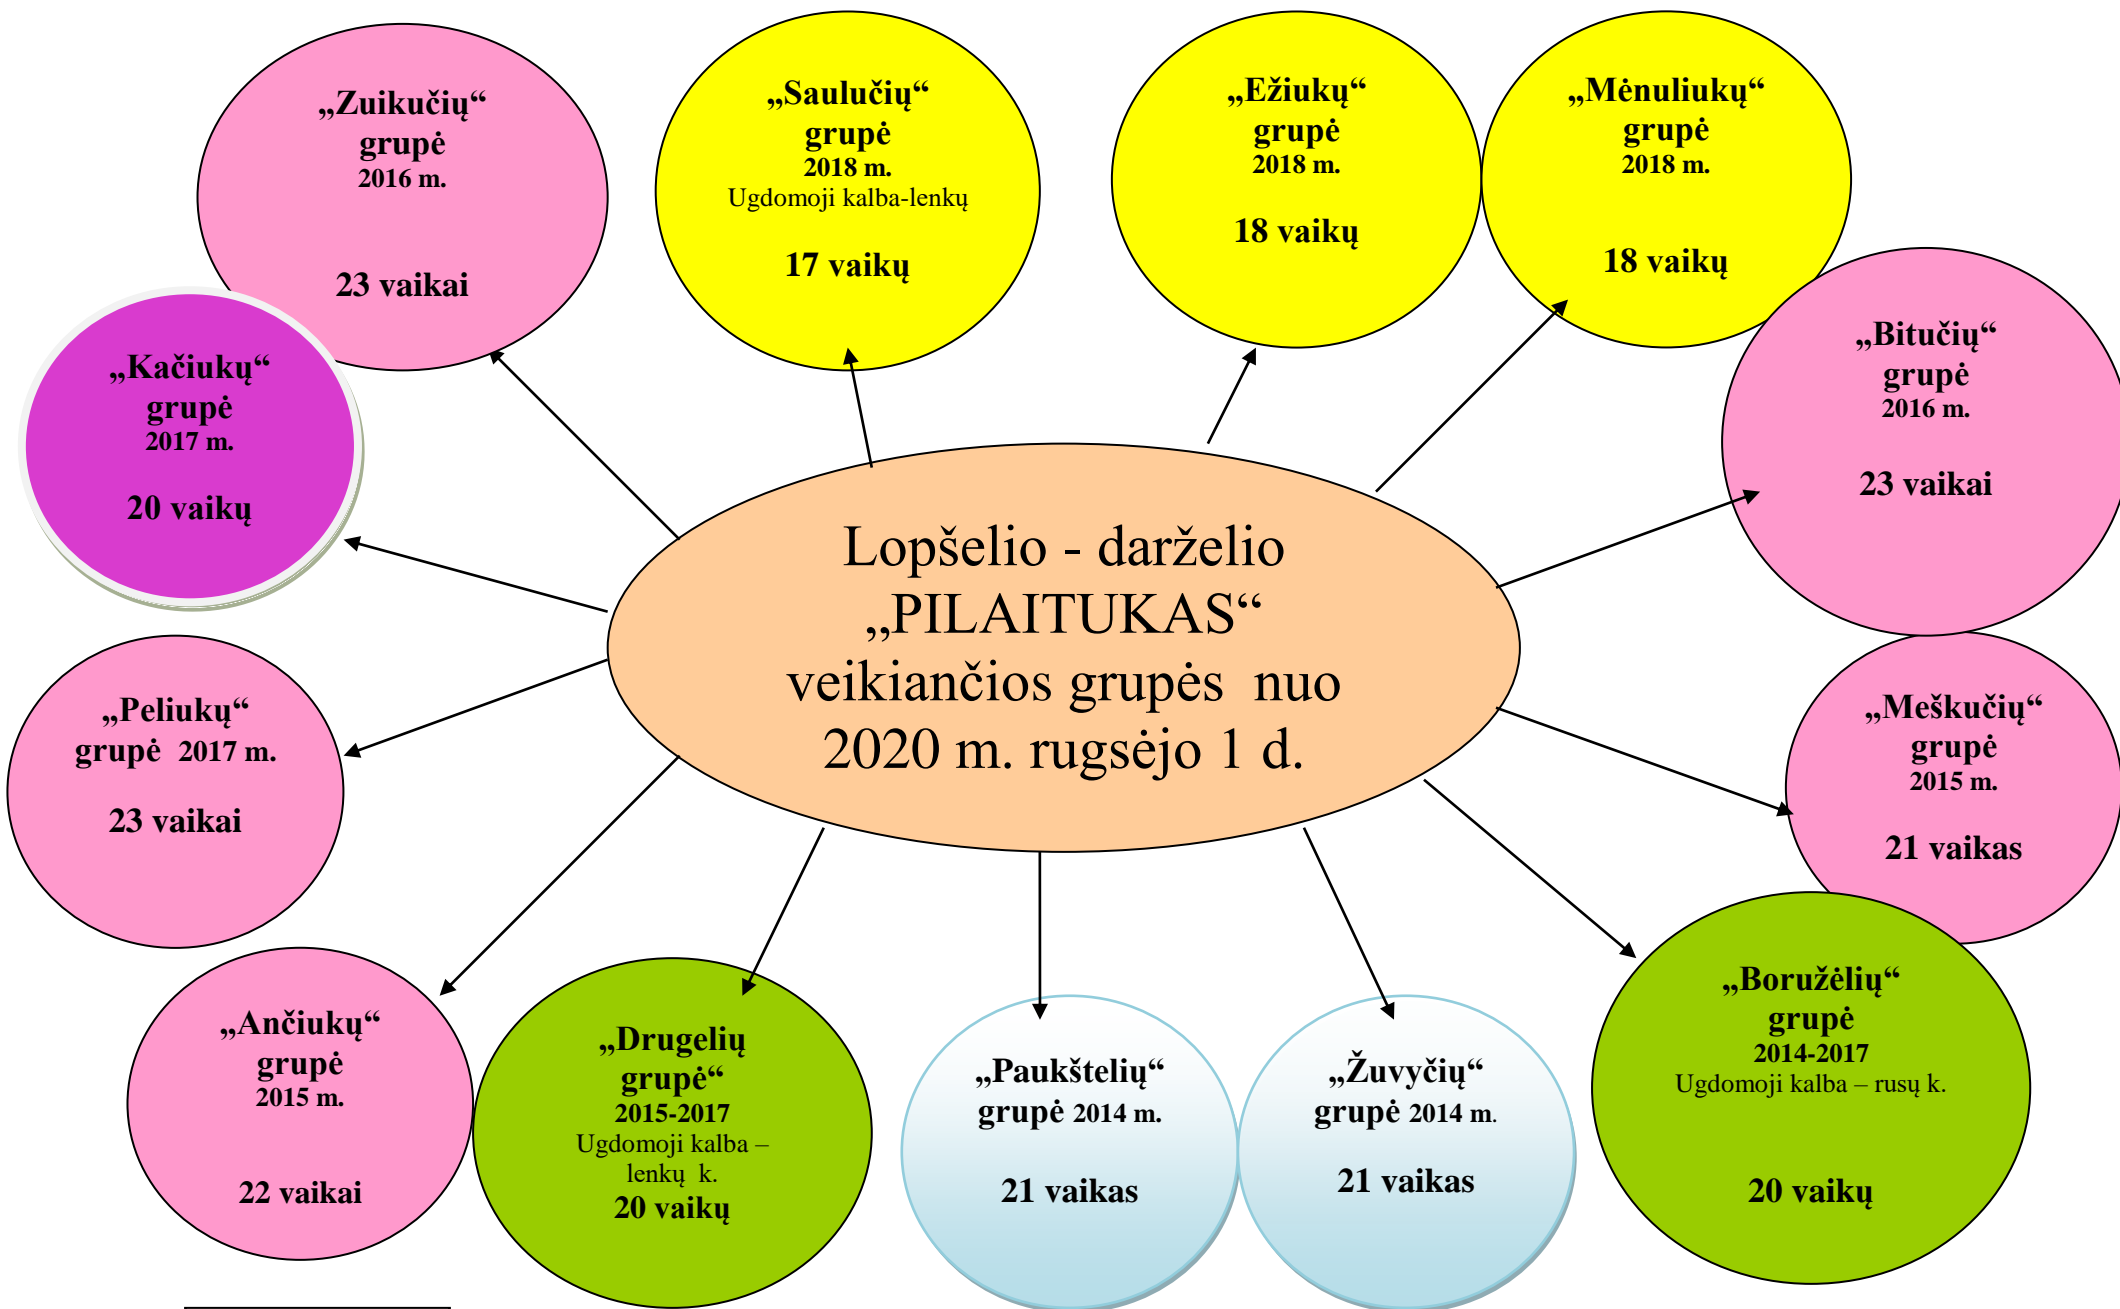 „Zuikučių“
grupė
2016 m.
23 vaikai
„Saulučių“
grupė
2018 m.
Ugdomoji kalba-lenkų
17 vaikų
„Ežiukų“
grupė
2018 m.
18 vaikų
„Mėnuliukų“
grupė
2018 m.
18 vaikų
„Bitučių“
grupė
2016 m.
23 vaikai
„Kačiukų“
grupė
2017 m.
20 vaikų
Lopšelio - darželio
„PILAITUKAS“
veikiančios grupės nuo
2020 m. rugsėjo 1 d.
„Peliukų“
grupė 2017 m.
23 vaikai
„Meškučių“
grupė
2015 m.
21 vaikas
„Ančiukų“
grupė
2015 m.
22 vaikai
„Drugelių
grupė“
2015-2017
Ugdomoji kalba –
lenkų k.
20 vaikų
„Paukštelių“
grupė 2014 m.
21 vaikas
„Žuvyčių“
grupė 2014 m.
21 vaikas
„Boružėlių“
grupė
2014-2017
Ugdomoji kalba – rusų k.
20 vaikų